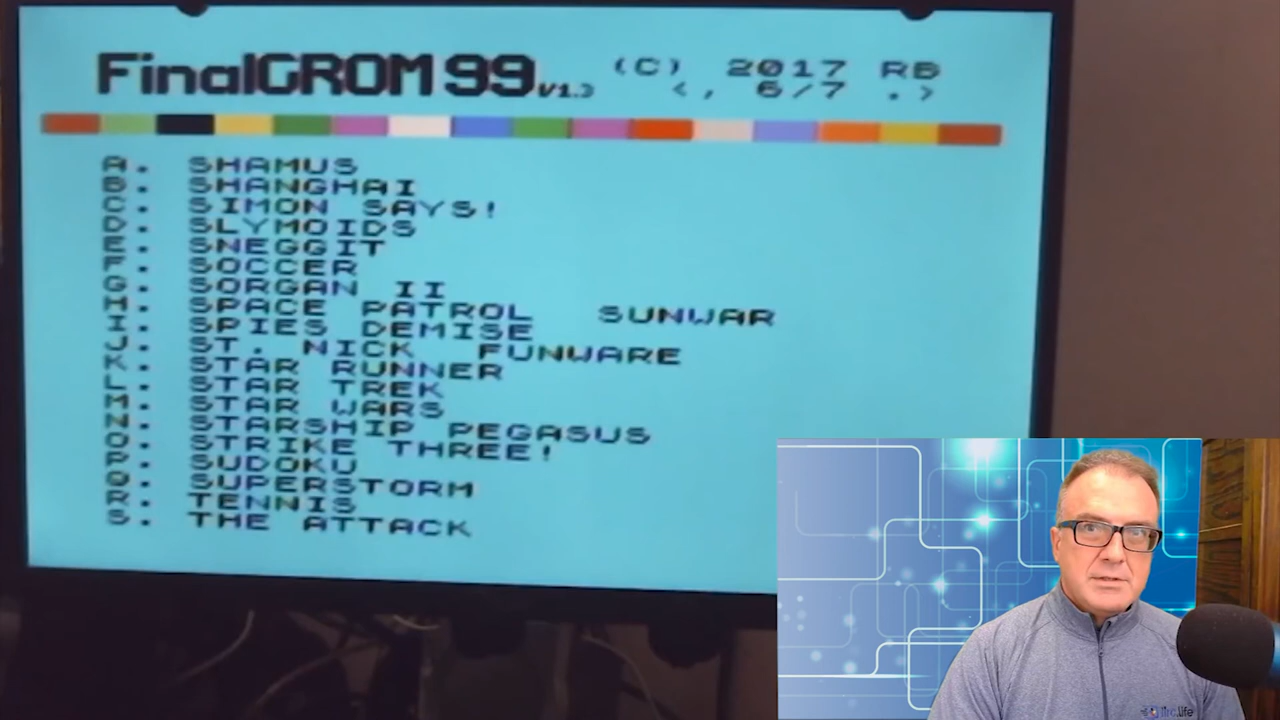 FinalGROM 99 V1.3 (C) 2017 RB
<, 6/7 .>
A. SHAMUS
B. SHANGHAI
C. SIMON SAYS!
D. SLYMOIDS
E. SNEGGIT
F. SOCCER
G. SORGAN II
H. SPACE PATROL SUNWAR
I. SPIES DEMISE
J. ST. NICK FUNWARE
K. STAR RUNNER
L. STAR TREK
M. STAR WARS
N. STARSHIP PEGASUS
O. STRIKE THREE!
P. SUDOKU
Q. SUPERSTORM
R. TENNIS
S. THE ATTACK